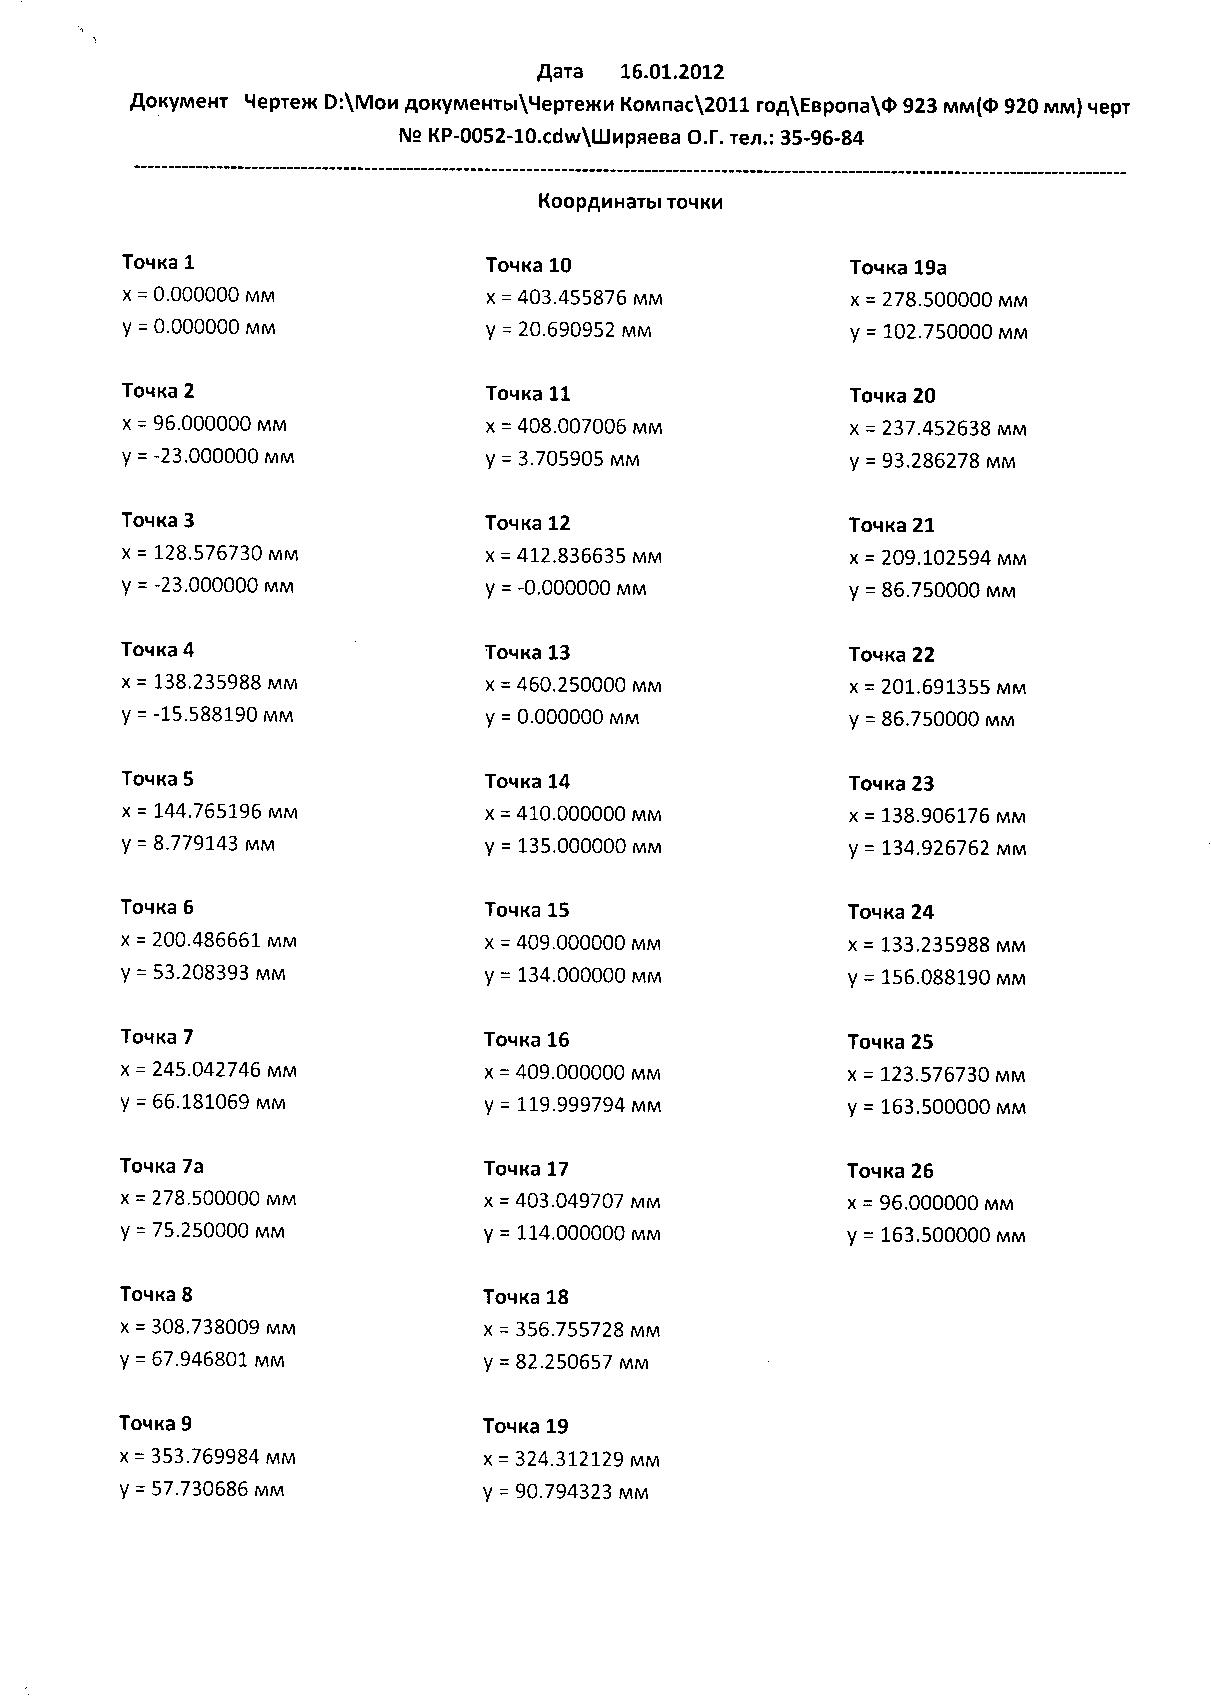 Дата 16.01.2012
Документ Чертеж D:\Мои документы\Чертежи Компас\2011 год\Европа\Ф 923 мм(Ф 920 мм) черт
№ КР-0052-10.cdw\Ширяева О.Г. тел.: 35-96-84
Координаты точки
Точка 1
x = 0.000000 мм
y = 0.000000 мм
Точка 2
x = 96.000000 мм
y = -23.000000 мм
Точка 3
x = 128.576730 мм
y = -23.000000 мм
Точка 4
x = 138.235988 мм
y = -15.588190 мм
Точка 5
x = 144.765196 мм
y = 8.779143 мм
Точка 6
x = 200.486661 мм
y = 53.208393 мм
Точка 7
x = 245.042746 мм
y = 66.181069 мм
Точка 7а
x = 278.500000 мм
y = 75.250000 мм
Точка 8
x = 308.738009 мм
y = 67.946801 мм
Точка 9
x = 353.769984 мм
y = 57.730686 мм
Точка 10
x = 403.455876 мм
y = 20.690952 мм
Точка 11
x = 408.007006 мм
y = 3.705905 мм
Точка 12
x = 412.836635 мм
y = -0.000000 мм
Точка 13
x = 460.250000 мм
y = 0.000000 мм
Точка 14
x = 410.000000 мм
y = 135.000000 мм
Точка 15
x = 409.000000 мм
y = 134.000000 мм
Точка 16
x = 409.000000 мм
y = 119.999794 мм
Точка 17
x = 403.049707 мм
y = 114.000000 мм
Точка 18
x = 356.755728 мм
y = 82.250657 мм
Точка 19
x = 324.312129 мм
y = 90.794323 мм
Точка 19а
x = 278.500000 мм
y = 102.750000 мм
Точка 20
x = 237.452638 мм
y = 93.286278 мм
Точка 21
x = 209.102594 мм
y = 86.750000 мм
Точка 22
x = 201.691355 мм
y = 86.750000 мм
Точка 23
x = 138.906176 мм
y = 134.926762 мм
Точка 24
x = 133.235988 мм
y = 156.088190 мм
Точка 25
x = 123.576730 мм
y = 163.500000 мм
Точка 26
x = 96.000000 мм
y = 163.500000 мм